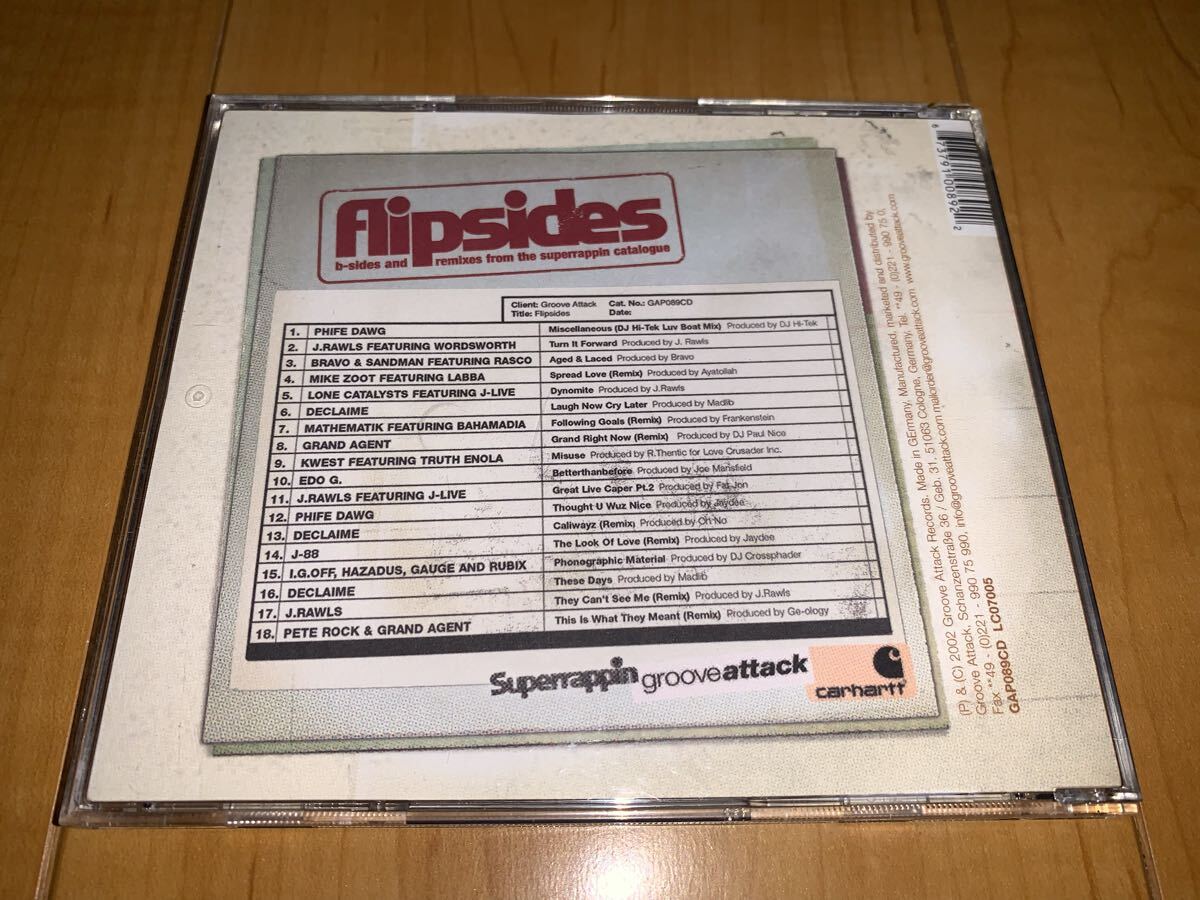 flipsides
b-sides and remixes from the superrappin catalogue
Client: Groove Attack Cat. No.: GAP089CD
Title: Flipsides Date:
1. PHIFE DAWG Miscellaneous (DJ Hi-Tek Luv Boat Mix) Produced by DJ Hi-Tek
2. J.RAWLS FEATURING WORDSWORTH Turn It Forward Produced by J. Rawls
3. BRAVO & SANDMAN FEATURING RASCO Aged & Laced Produced by Bravo
4. MIKE ZOOT FEATURING LABBA Spread Love (Remix) Produced by Ayatollah
5. LONE CATALYSTS FEATURING J-LIVE Dynomite Produced by J.Rawls
6. DECLAIME Laugh Now Cry Later Produced by Madlib
7. MATHEMATIK FEATURING BAHAMADIA Following Goals (Remix) Produced by Frankenstein
8. GRAND AGENT Grand Right Now (Remix) Produced by DJ Paul Nice
9. KWEST FEATURING TRUTH ENOLA Misuse Produced by R.Thentic for Love Crusader Inc.
10. EDO G. Betterthanbefore Produced by Joe Mansfield
11. J.RAWLS FEATURING J-LIVE Great Live Caper Pt.2 Produced by Fat Jon
12. PHIFE DAWG Thought U Wuz Nice Produced by Jaydee
13. DECLAIME Caliwayz (Remix) Produced by Oh No
14. J-88 The Look Of Love (Remix) Produced by Jaydee
15. I.G.OFF, HAZADUS, GAUGE AND RUBIX Phonographic Material Produced by DJ Crossphader
16. DECLAIME These Days Produced by Madlib
17. J.RAWLS They Can't See Me (Remix) Produced by J.Rawls
18. PETE ROCK & GRAND AGENT This Is What They Meant (Remix) Produced by Ge-ology
Superrappin grooveattack
carhartt
6 73791 00892 2
(P) & (C) 2002 Groove Attack Records. Made in GErmany. Manufactured, marketed and distributed by
Groove Attack, Schanzenstraße 36 / Geb. 31, 51063 Cologne, Germany, Tel. **49 - (0)221 - 990 75 0,
Fax **49 - (0)221 - 990 75 990, info@grooveattack.com mailorder@grooveattack.com www.grooveattack.com
GAP089CD LC07005